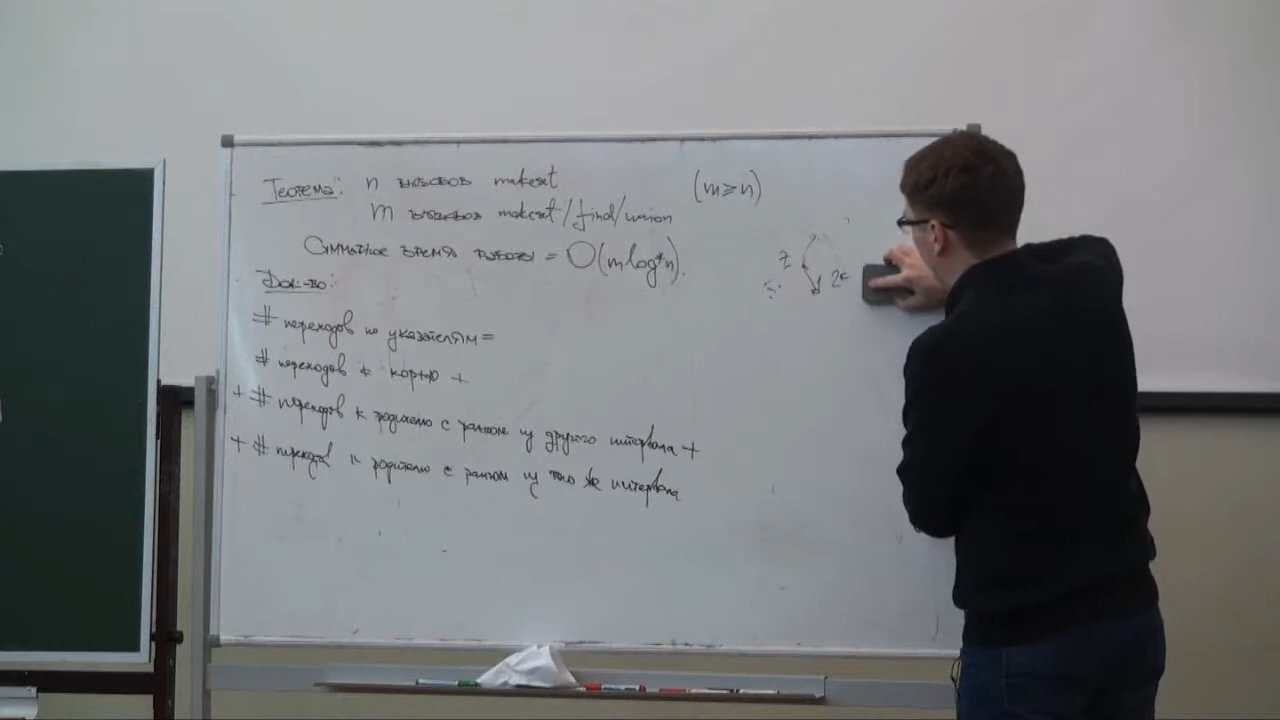 Теорема: n вызовов makeset (m ⩾ n)
m вызовов makeset/find/union
Суммарное время работы = O(m log* n).
Док-во:
# переходов по указателям =
# переходов к корню +
+ # переходов к родителю с рангом из другого интервала +
+ # переходов к родителю с рангом из того же интервала